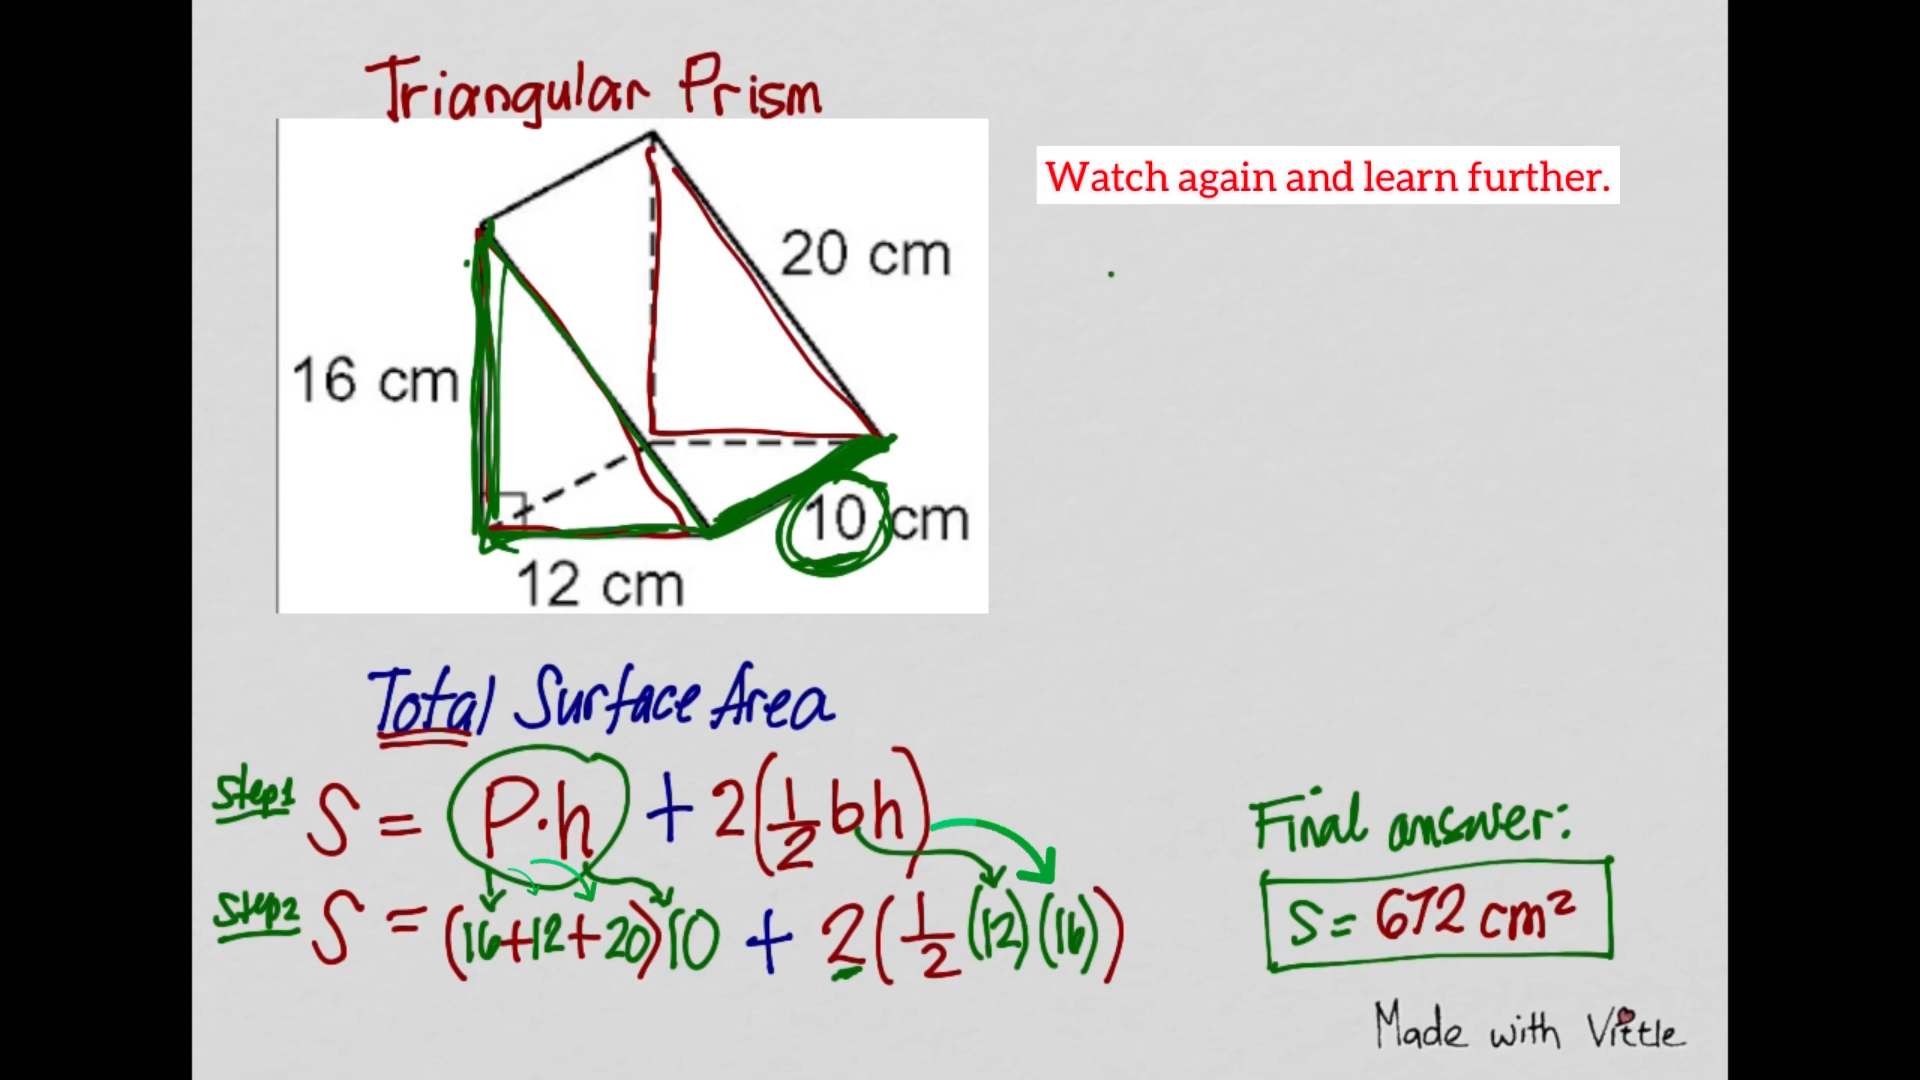 Triangular Prism
Watch again and learn further.
20 cm
16 cm
10 cm
12 cm
Total Surface Area
Step1 S = P·h + 2(1/2 bh)
Step2 S = (16+12+20)10 + 2(1/2 (12)(16))
Final answer:
S = 672 cm²
Made with Vittle